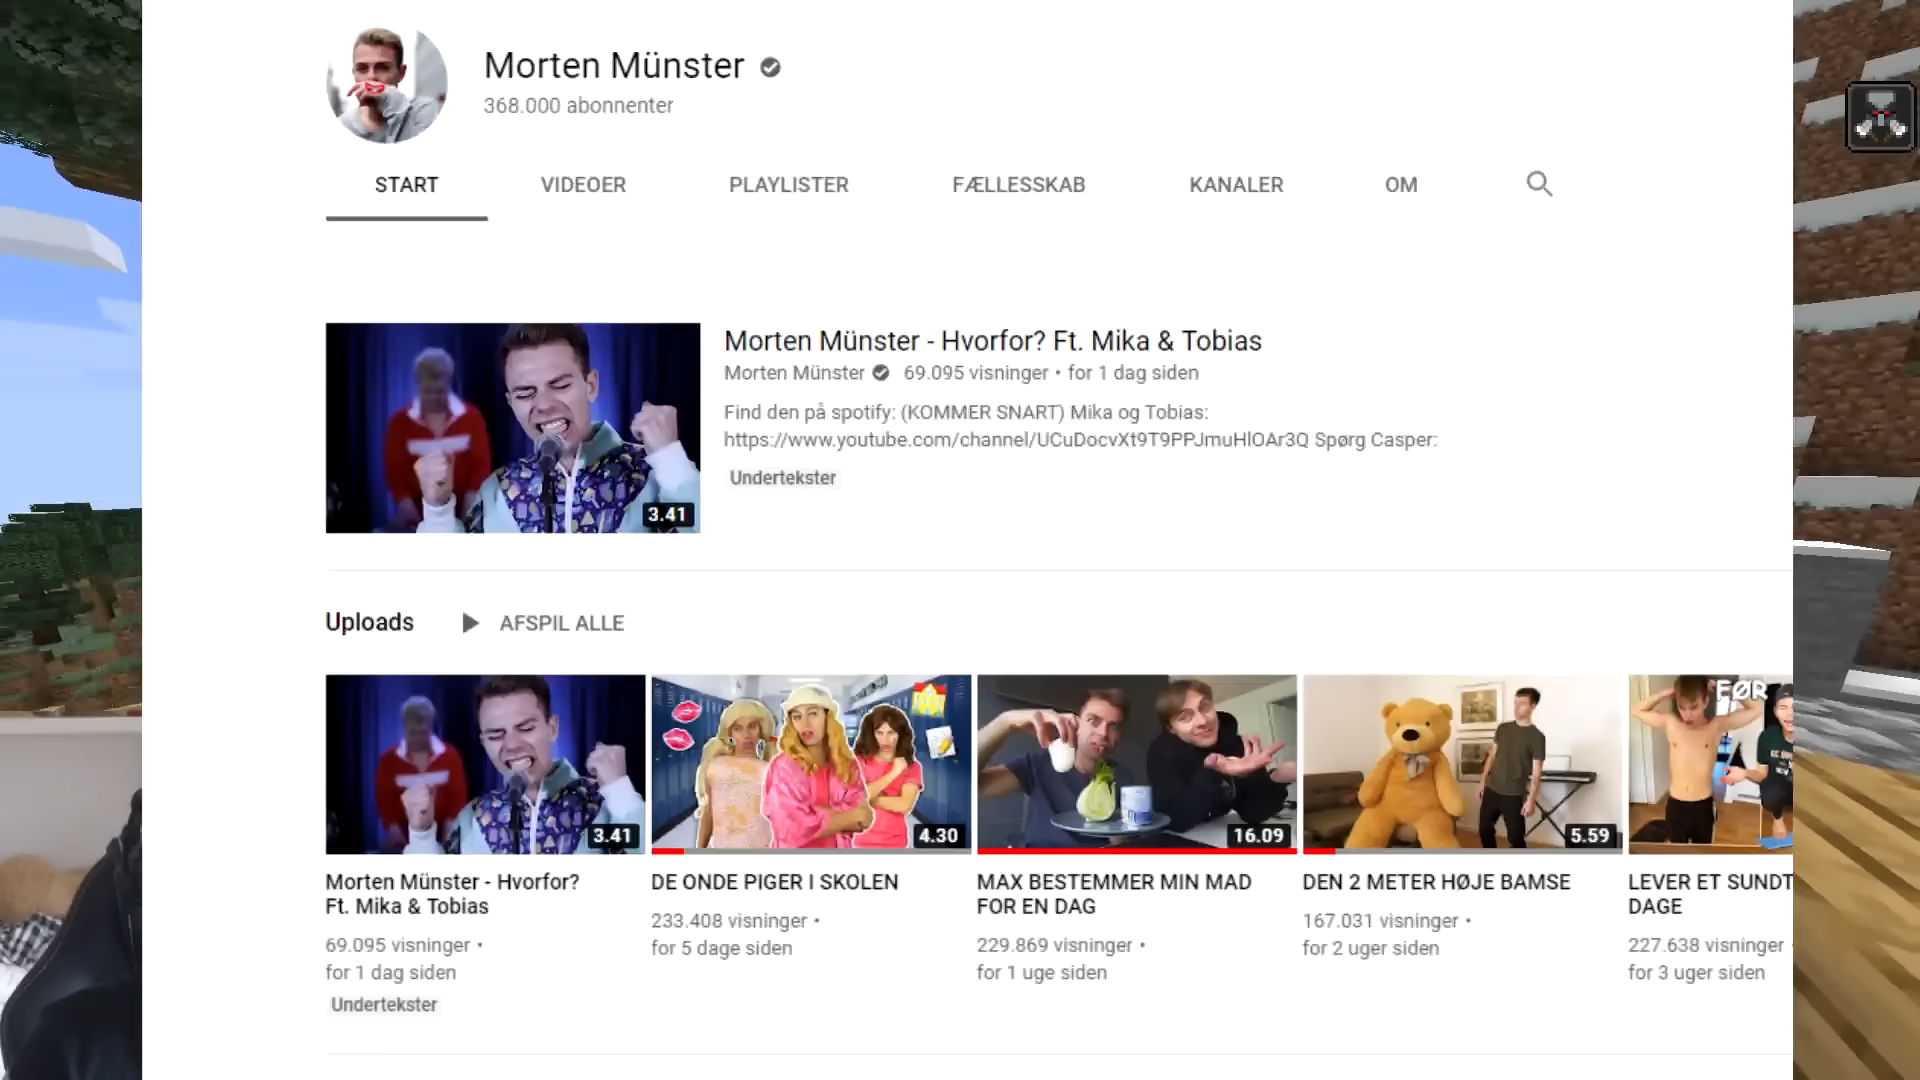 Morten Münster
368.000 abonnenter
START VIDEOER PLAYLISTER FÆLLESSKAB KANALER OM
Morten Münster - Hvorfor? Ft. Mika & Tobias
Morten Münster 69.095 visninger • for 1 dag siden
Find den på spotify: (KOMMER SNART) Mika og Tobias:
https://www.youtube.com/channel/UCuDocvXt9T9PPJmuHlOAr3Q Spørg Casper:
Undertekster
3.41
Uploads AFSPIL ALLE
3.41
4.30
16.09
5.59
FØR
Morten Münster - Hvorfor?
Ft. Mika & Tobias
69.095 visninger •
for 1 dag siden
Undertekster
DE ONDE PIGER I SKOLEN
233.408 visninger •
for 5 dage siden
MAX BESTEMMER MIN MAD
FOR EN DAG
229.869 visninger •
for 1 uge siden
DEN 2 METER HØJE BAMSE
167.031 visninger •
for 2 uger siden
LEVER ET SUNDT
DAGE
227.638 visninger
for 3 uger siden